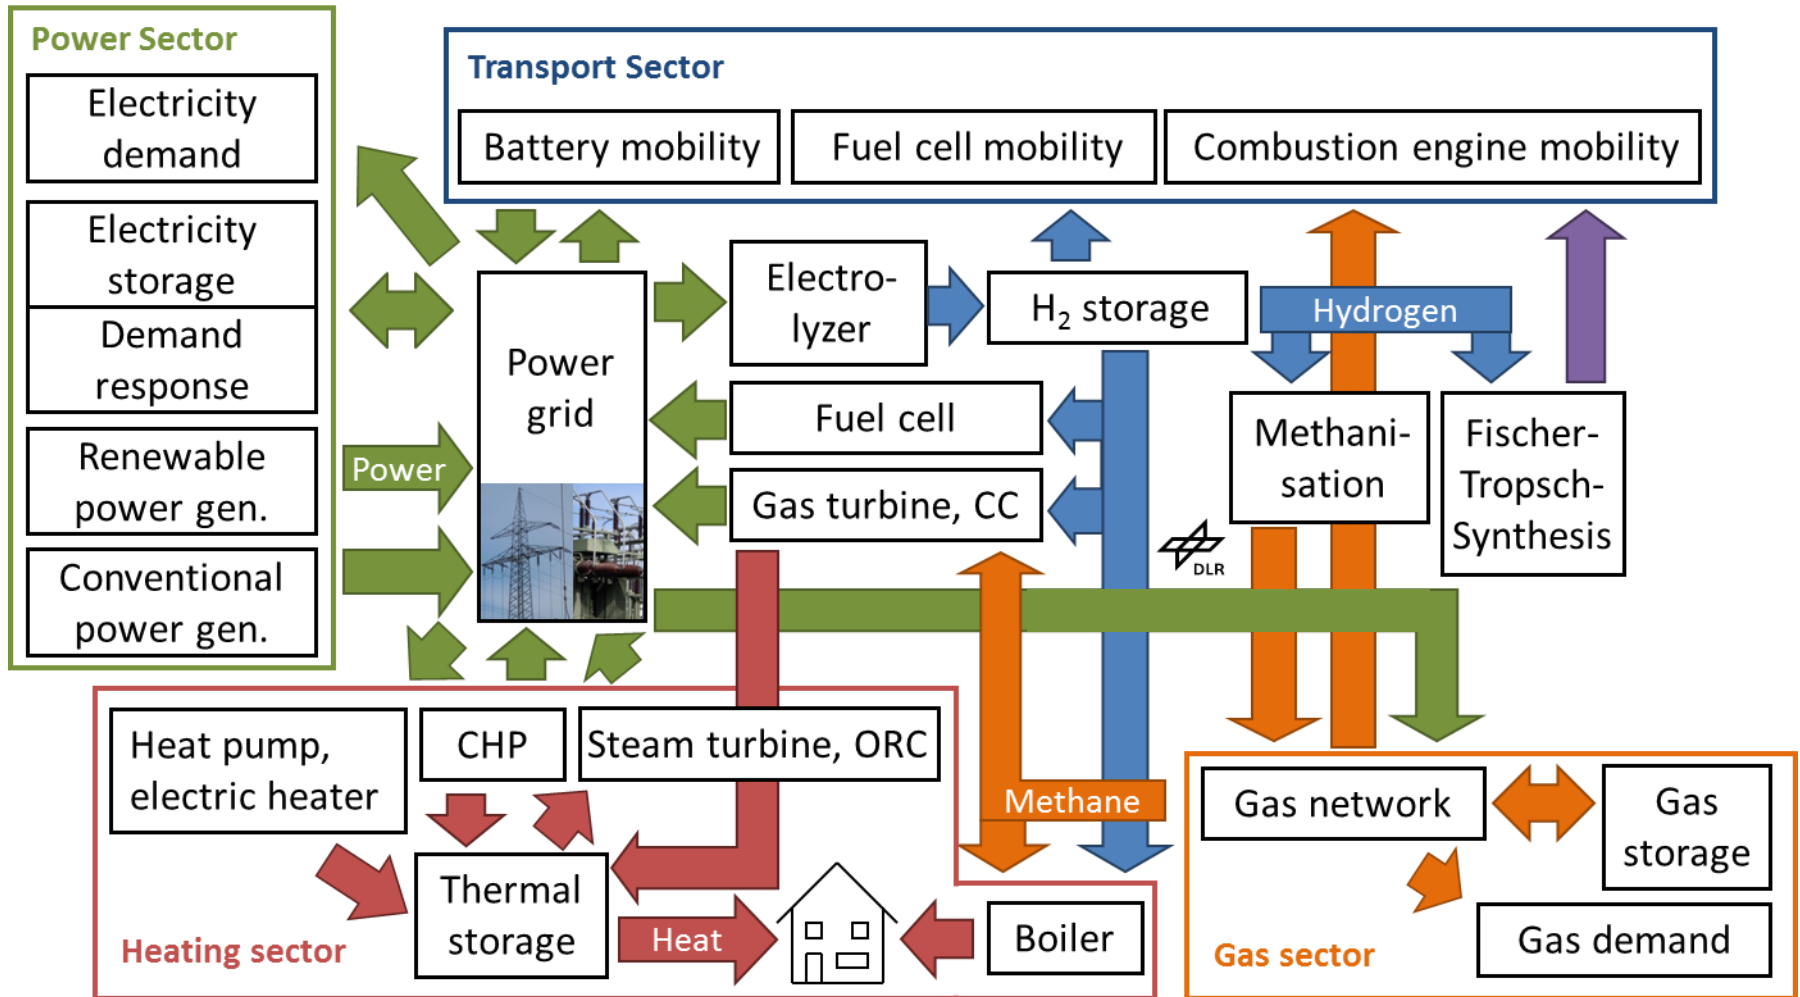 Power Sector
Electricity
demand
Electricity
storage
Demand
response
Renewable
power gen.
Conventional
power gen.
Transport Sector
Battery mobility
Fuel cell mobility
Combustion engine mobility
Power
Power
grid
Electro-
lyzer
H₂ storage
Hydrogen
Fuel cell
Gas turbine, CC
Methani-
sation
Fischer-
Tropsch-
Synthesis
DLR
Heat pump,
electric heater
CHP
Steam turbine, ORC
Thermal
storage
Heat
Boiler
Heating sector
Methane
Gas network
Gas
storage
Gas demand
Gas sector